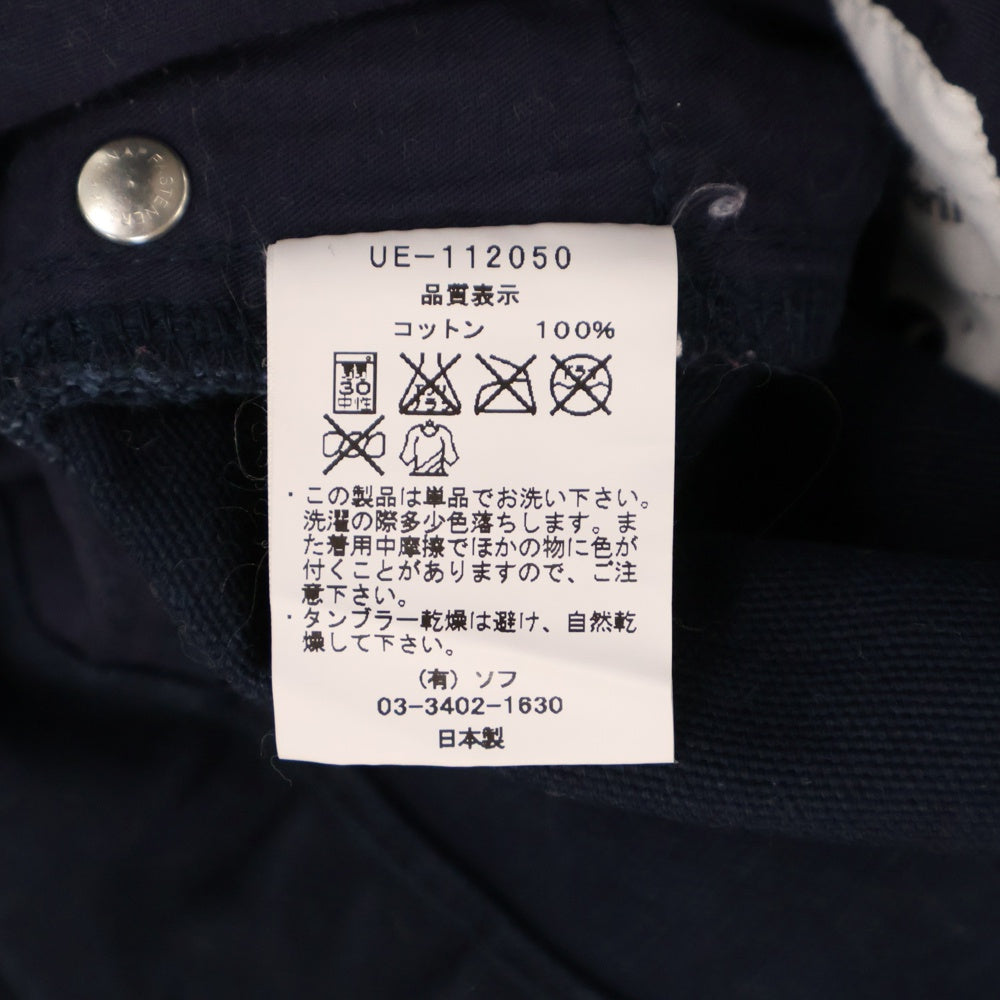 UE-112050
品質表示
コットン 100%
30
中性
ドライ
・この製品は単品でお洗い下さい。
洗濯の際多少色落ちします。ま
た着用中摩擦でほかの物に色が
付くことがありますので、ご注
意下さい。
・タンブラー乾燥は避け、自然乾
燥して下さい。
(有)ソフ
03-3402-1630
日本製